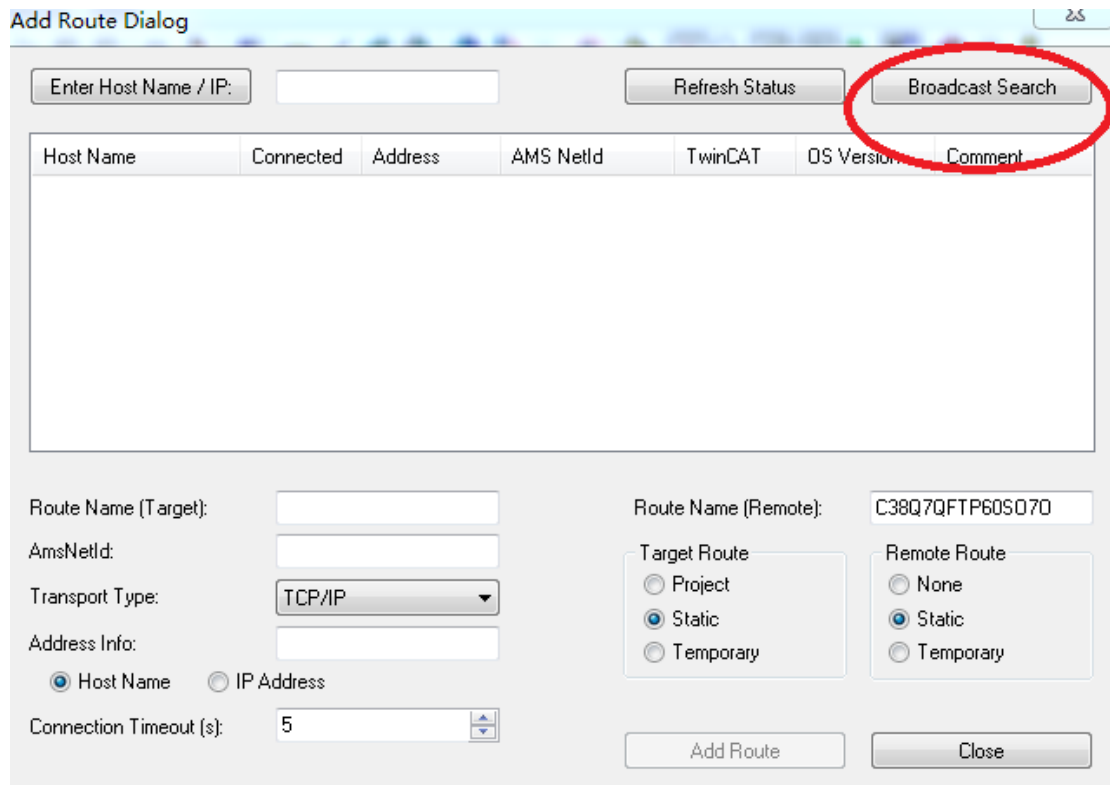 Add Route Dialog
Enter Host Name / IP: Refresh Status Broadcast Search
Host Name Connected Address AMS NetId TwinCAT OS Version Comment
Route Name (Target): Route Name (Remote): C38Q7QFTP60SO7O
AmsNetId: Target Route Remote Route
Transport Type: TCP/IP Project None
Address Info: Static Static
Host Name IP Address Temporary Temporary
Connection Timeout (s): 5
Add Route Close